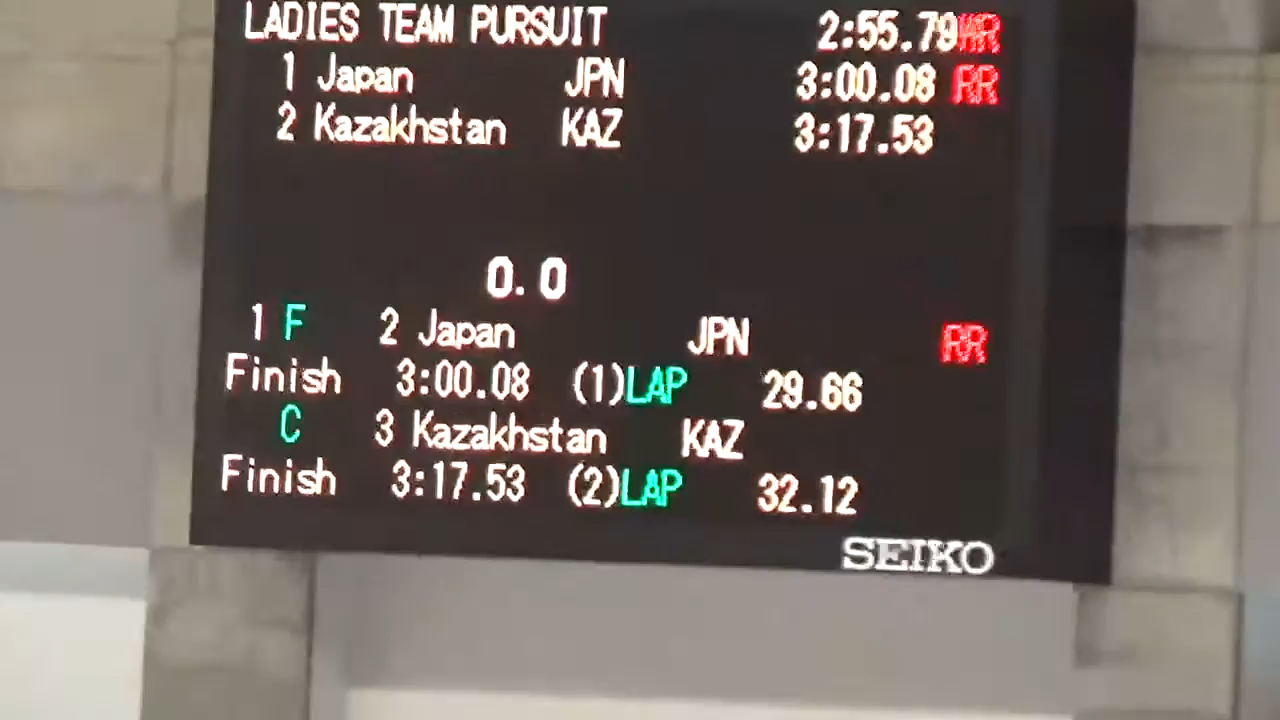 LADIES TEAM PURSUIT 2:55.79WR
1 Japan JPN 3:00.08 RR
2 Kazakhstan KAZ 3:17.53
0.0
1 F 2 Japan JPN RR
Finish 3:00.08 (1)LAP 29.66
C 3 Kazakhstan KAZ
Finish 3:17.53 (2)LAP 32.12
SEIKO